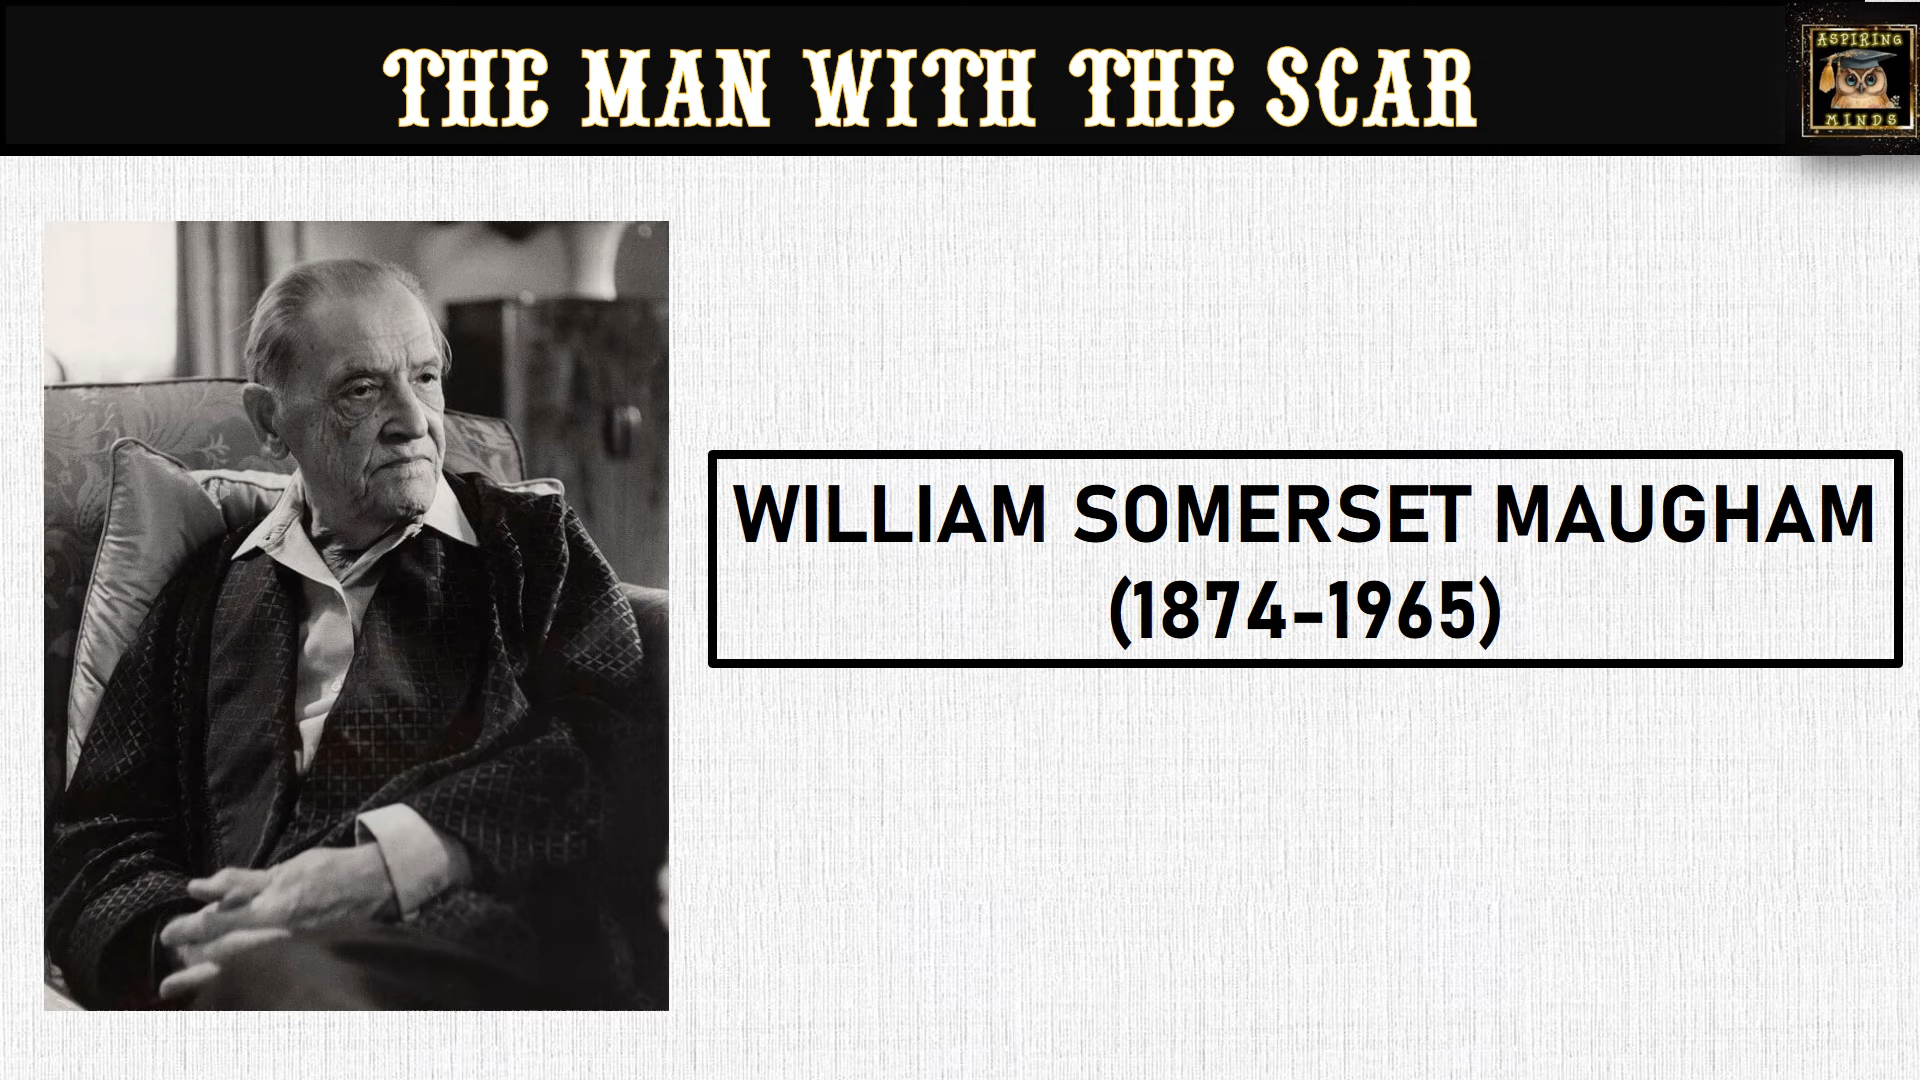 THE MAN WITH THE SCAR
ASPIRING
MINDS
WILLIAM SOMERSET MAUGHAM
(1874-1965)